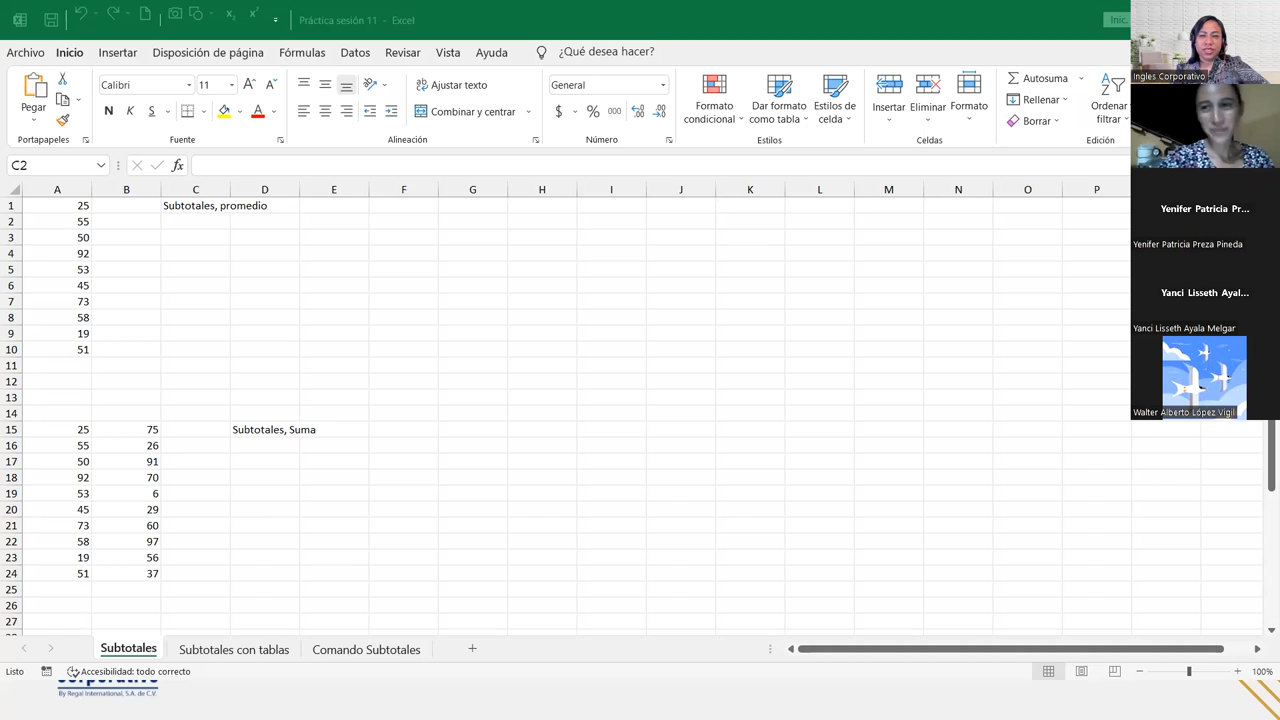 Práctica sesión 11 - Excel
Inic.
Archivo Inicio Insertar Disposición de página Fórmulas Datos Revisar Vista Ayuda ¿Qué desea hacer?
Pegar
Calibri 11
N K S
General
Combinar y centrar
$ % 000
Formato condicional
Dar formato como tabla
Estilos de celda
Insertar
Eliminar
Formato
Autosuma
Rellenar
Borrar
Ordenar filtrar
Portapapeles Fuente Alineación Número Estilos Celdas Edición
C2 fx
A B C D E F G H I J K L M N O P
1 25 Subtotales, promedio
2 55
3 50
4 92
5 53
6 45
7 73
8 58
9 19
10 51
11
12
13
14
15 25 75 Subtotales, Suma
16 55 26
17 50 91
18 92 70
19 53 6
20 45 29
21 73 60
22 58 97
23 19 56
24 51 37
25
26
27
Subtotales Subtotales con tablas Comando Subtotales
Listo Accesibilidad: todo correcto 100%
By Regal International, S.A. de C.V.
Ingles Corporativo
Yenifer Patricia Pr...
Yenifer Patricia Preza Pineda
Yanci Lisseth Ayal...
Yanci Lisseth Ayala Melgar
Walter Alberto López Vigil